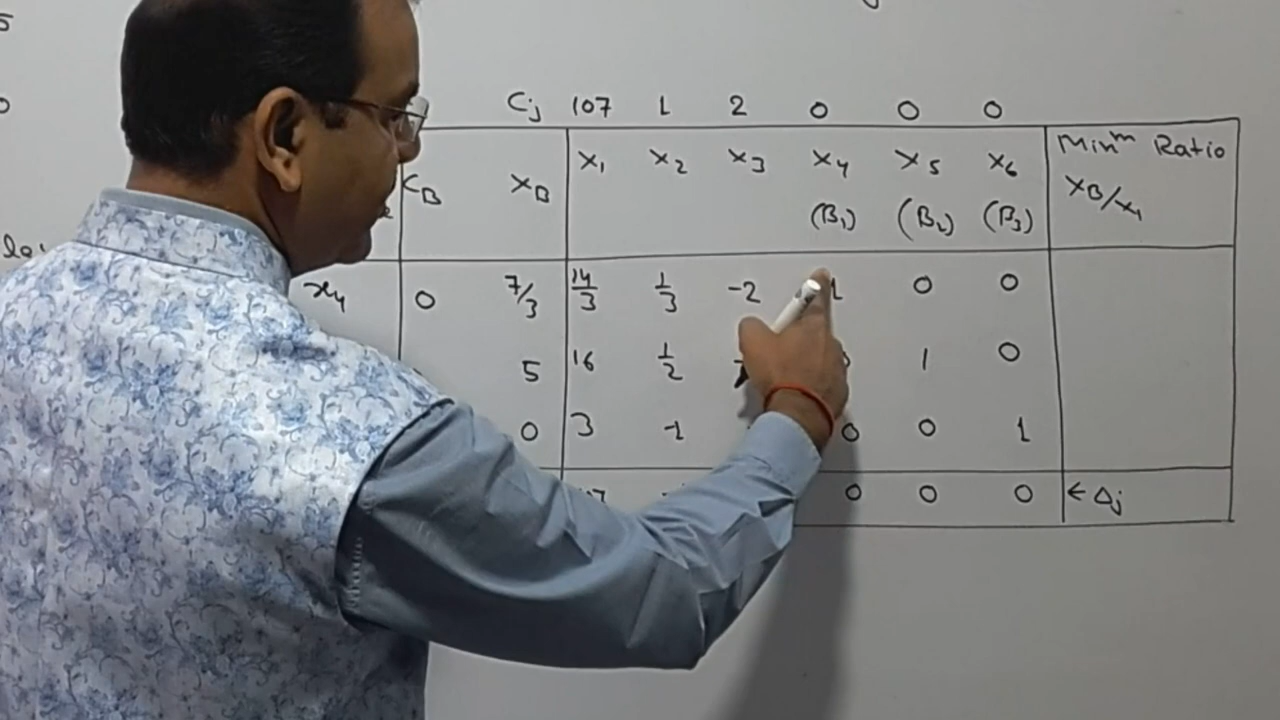 Cj 107 1 2 0 0 0
CB XB X1 X2 X3 X4 X5 X6 Minm Ratio
(B1) (B2) (B3) XB/x1
x4 0 7/3 14/3 1/3 -2 1 0 0
5 16 1/2 1 0
0 3 -1 0 0 1
0 0 0 ← Δj